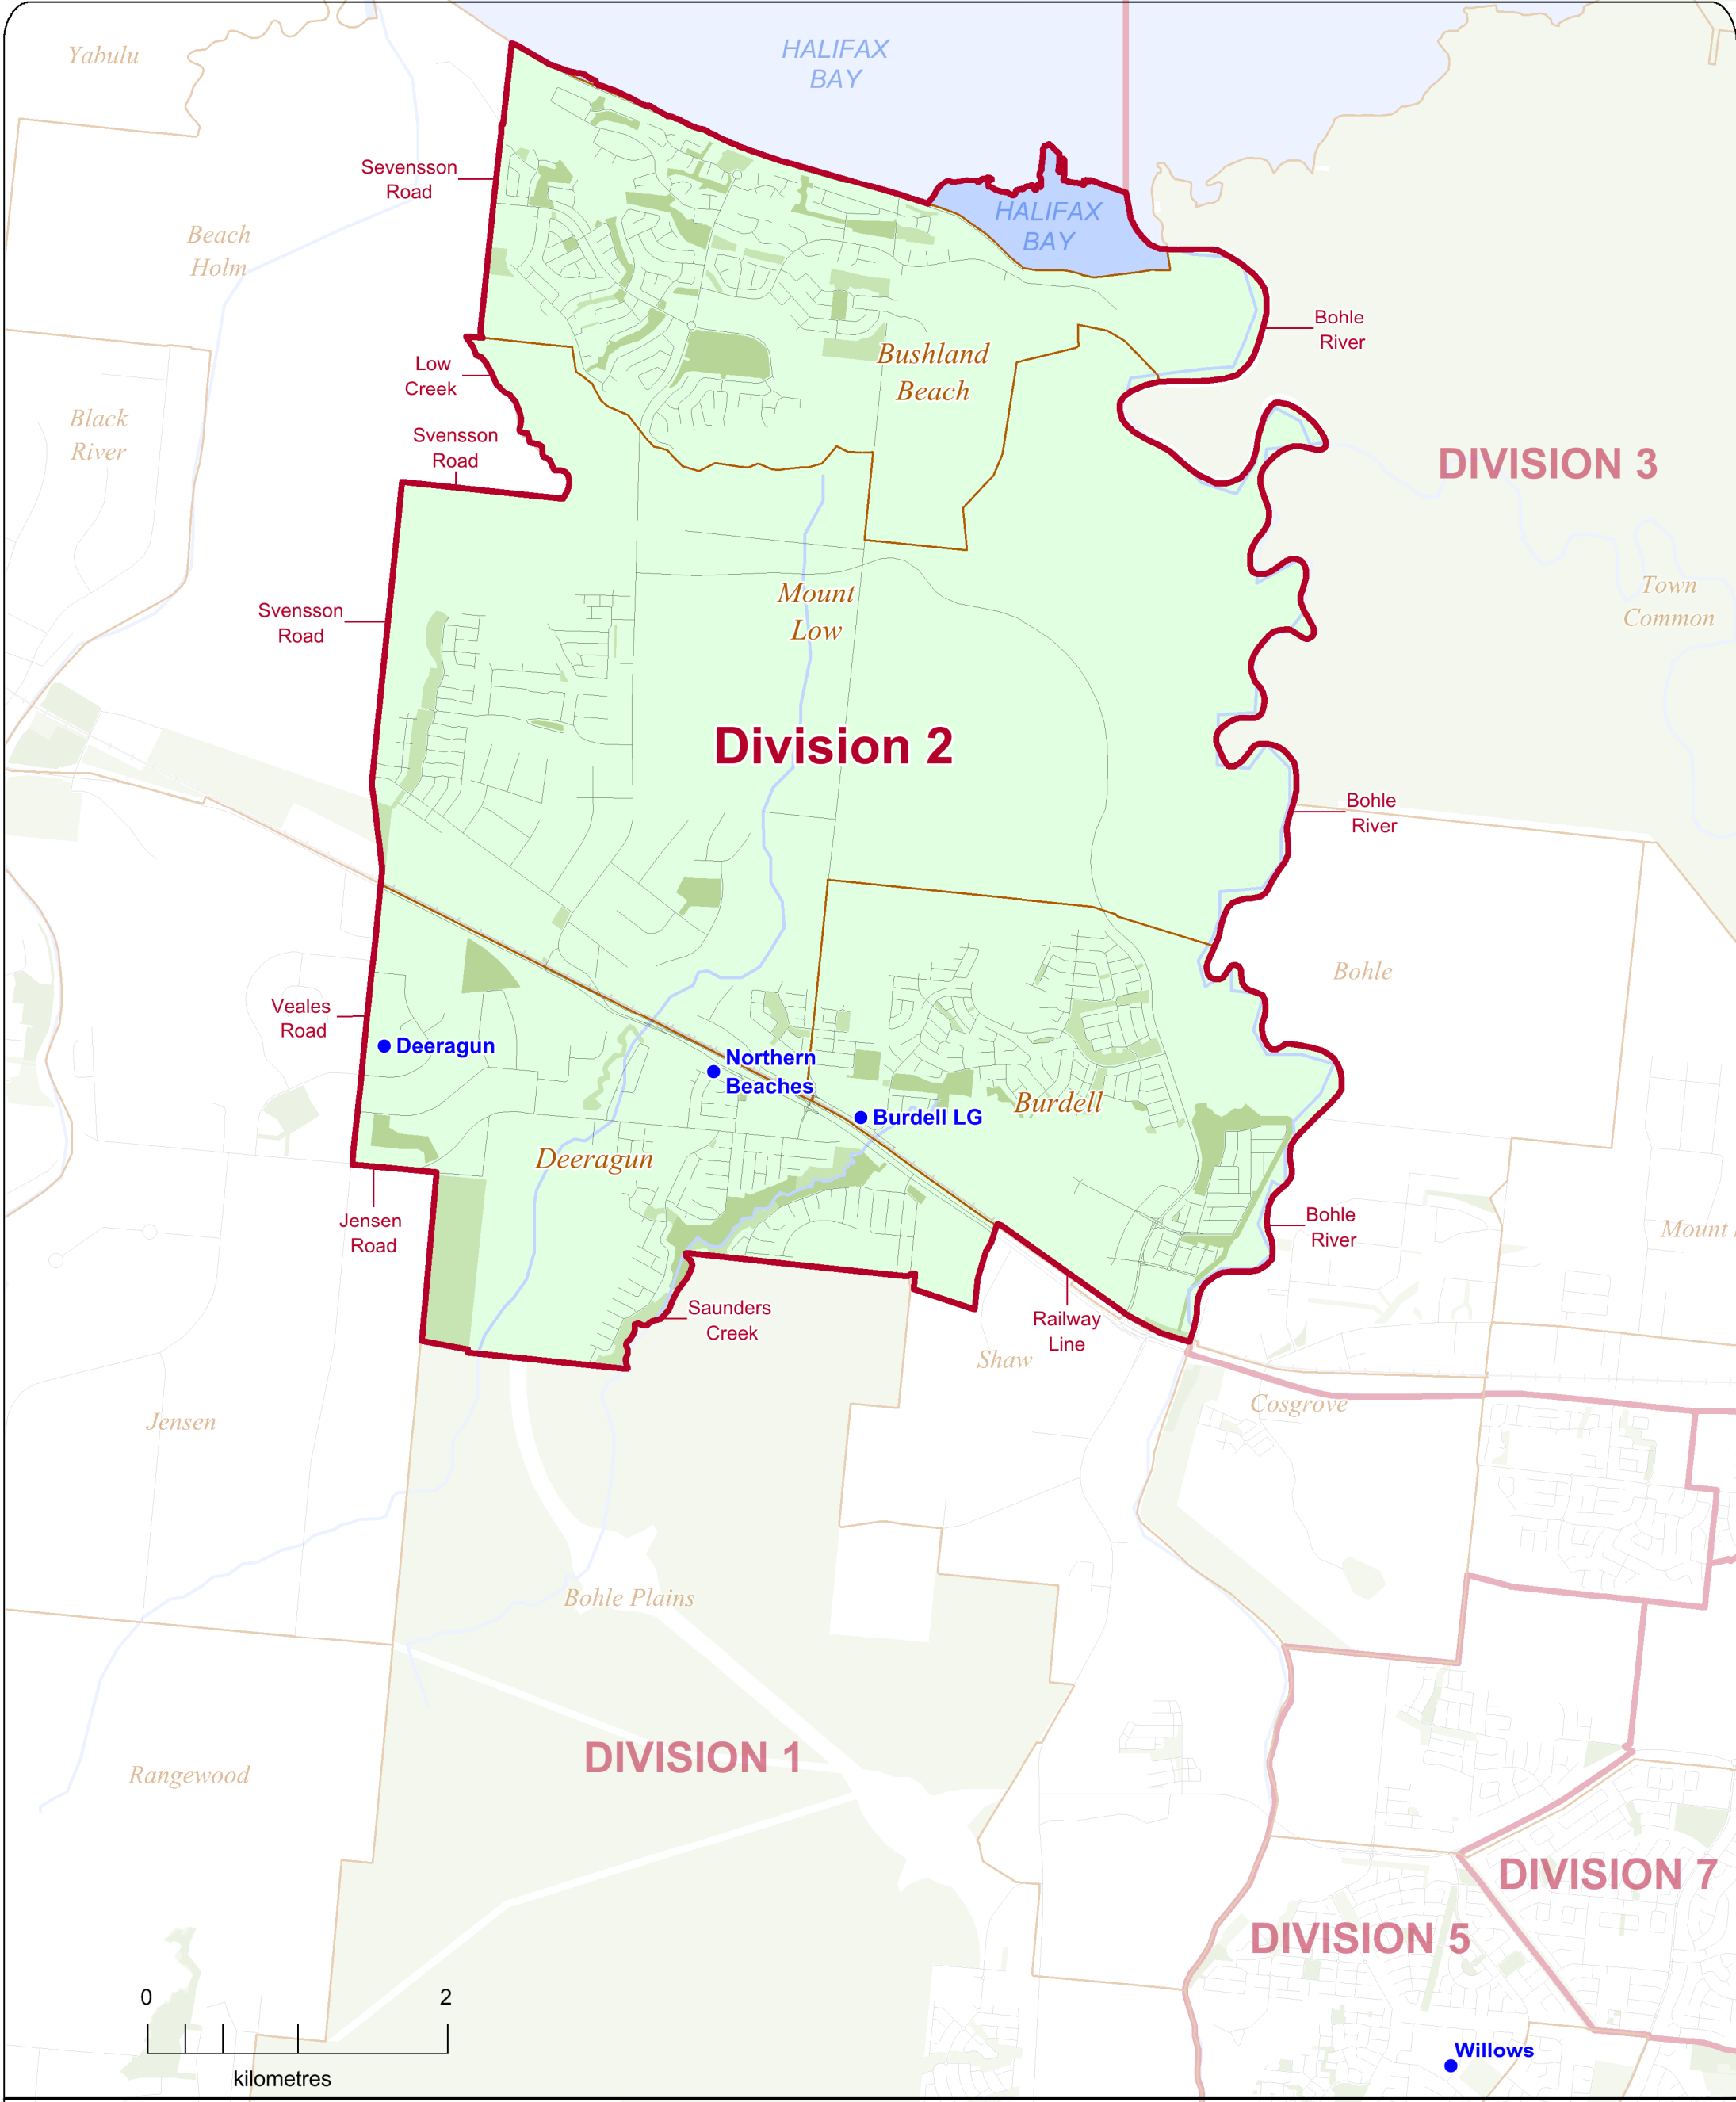 HALIFAX
BAY
Yabulu
Sevensson
Road
HALIFAX
BAY
Beach
Holm
Bohle
River
Bushland
Beach
Low
Creek
Black
River
Svensson
Road
DIVISION 3
Mount
Low
Town
Common
Svensson
Road
Division 2
Bohle
River
Bohle
Veales
Road
Deeragun
Northern
Beaches
Burdell
Burdell LG
Deeragun
Jensen
Road
Bohle
River
Mount
Saunders
Creek
Railway
Line
Shaw
Cosgrove
Jensen
Bohle Plains
DIVISION 1
Rangewood
DIVISION 7
DIVISION 5
0 2
kilometres
Willows